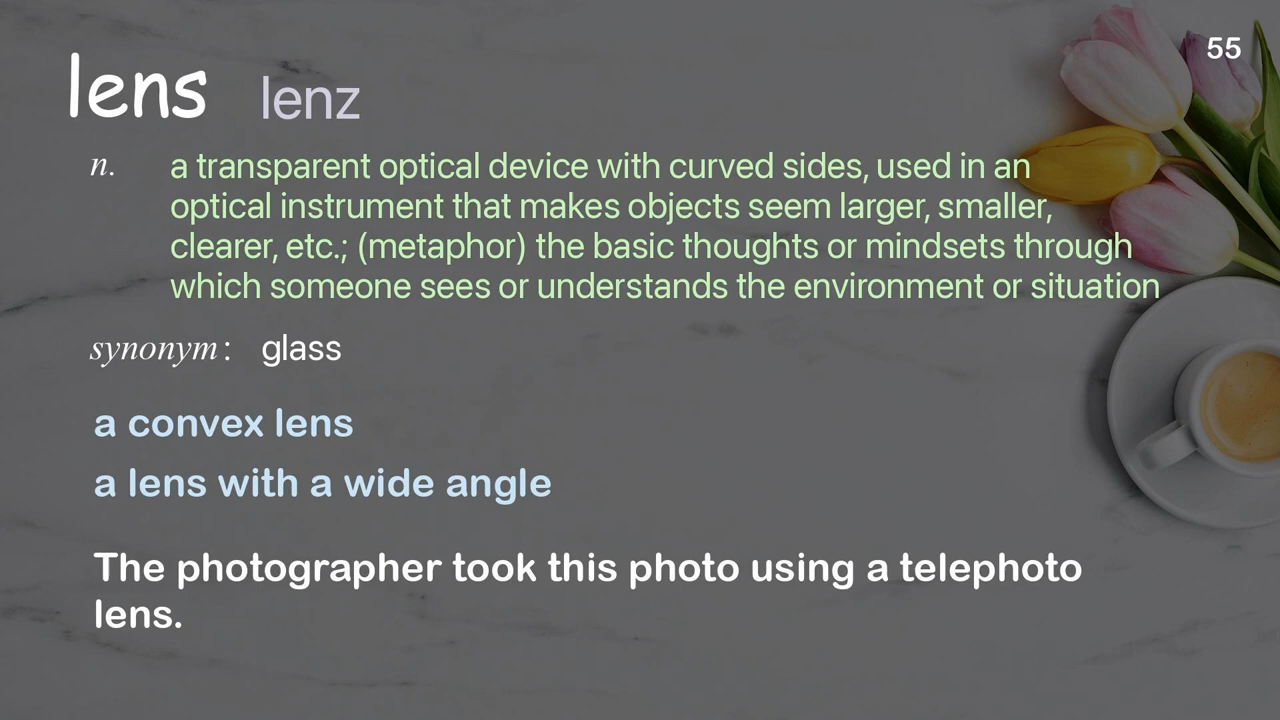 55
lens lenz
n. a transparent optical device with curved sides, used in an
optical instrument that makes objects seem larger, smaller,
clearer, etc.; (metaphor) the basic thoughts or mindsets through
which someone sees or understands the environment or situation
synonym: glass
a convex lens
a lens with a wide angle
The photographer took this photo using a telephoto
lens.